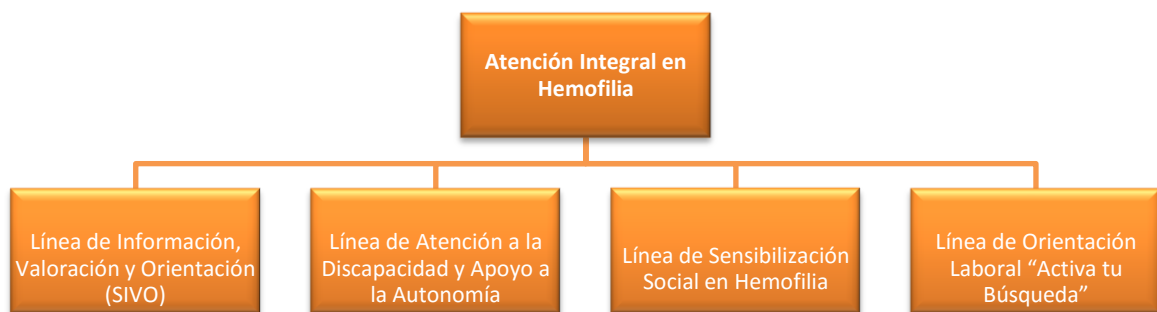 Atención Integral en
Hemofilia
Línea de Información,
Valoración y Orientación
(SIVO)
Línea de Atención a la
Discapacidad y Apoyo a
la Autonomía
Línea de Sensibilización
Social en Hemofilia
Línea de Orientación
Laboral “Activa tu
Búsqueda”